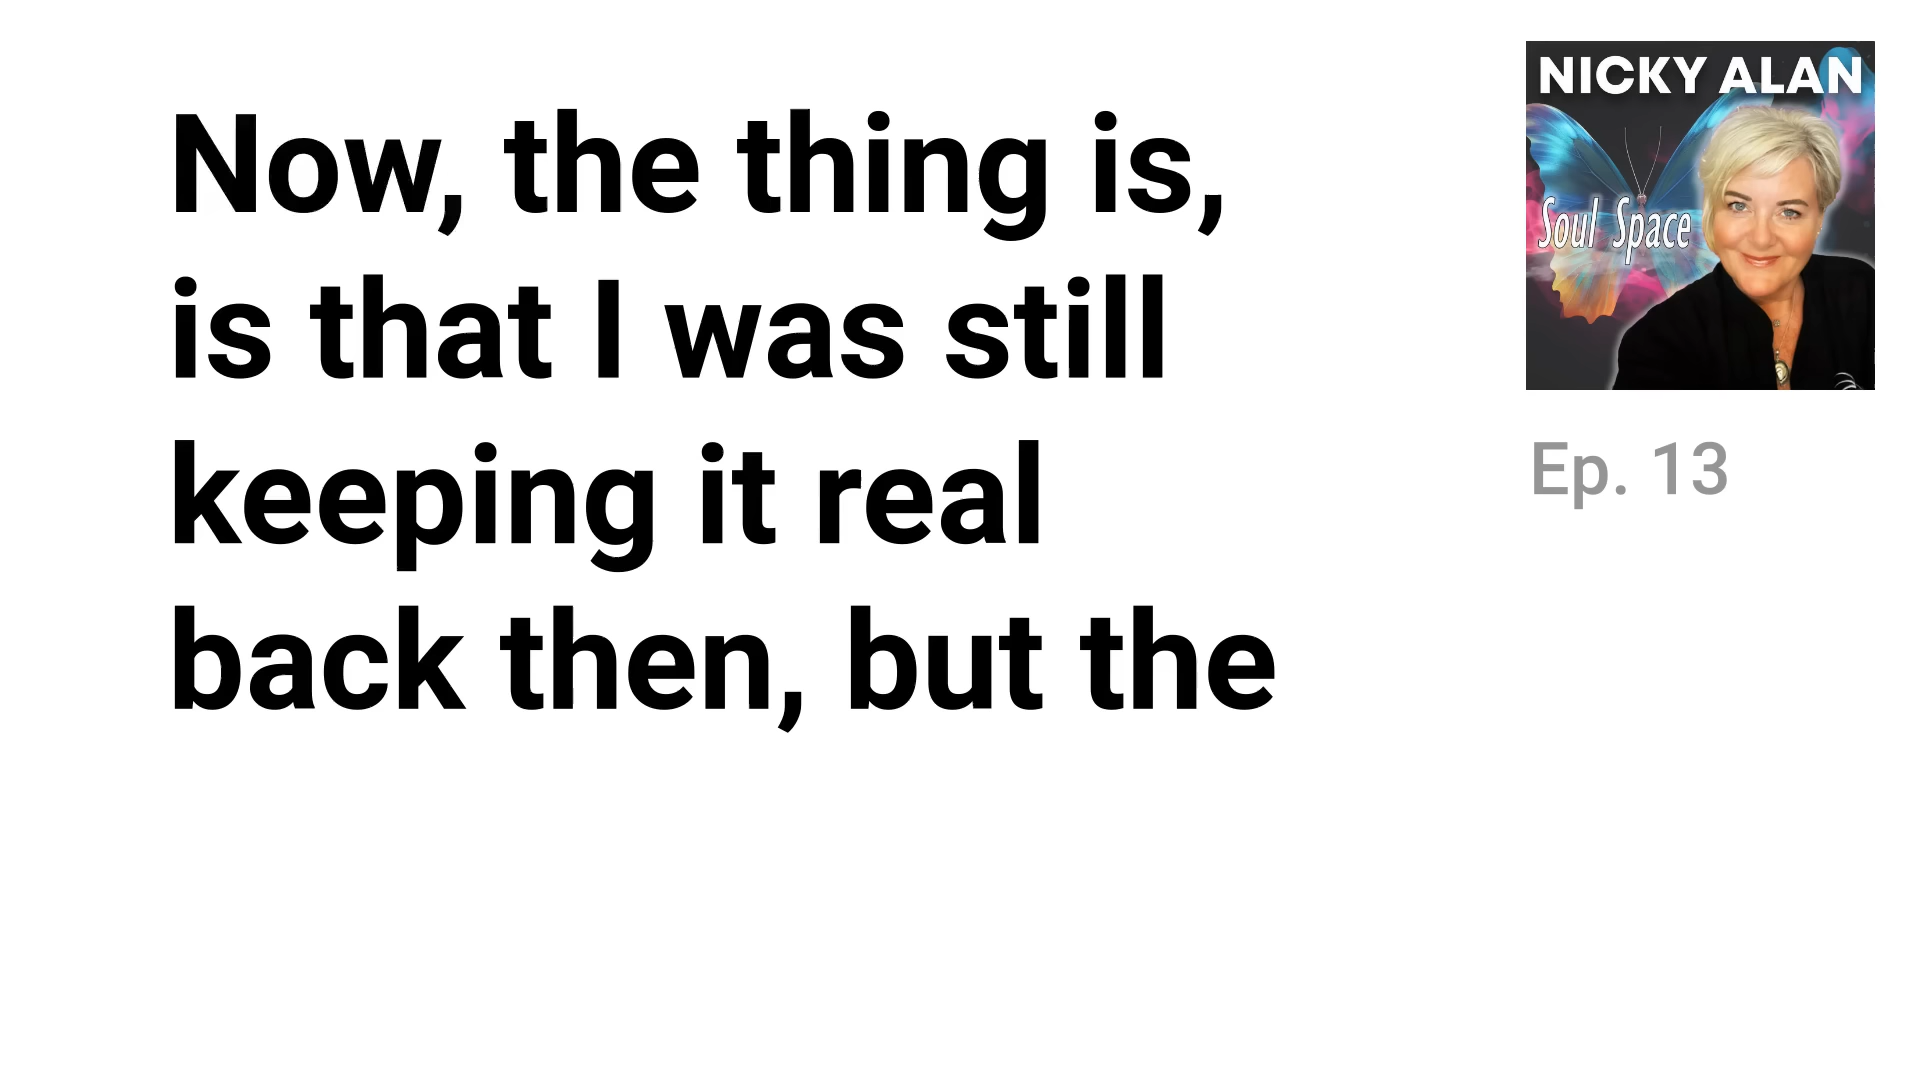 Now, the thing is,
is that I was still
keeping it real
back then, but the
NICKY ALAN
Soul Space
Ep. 13